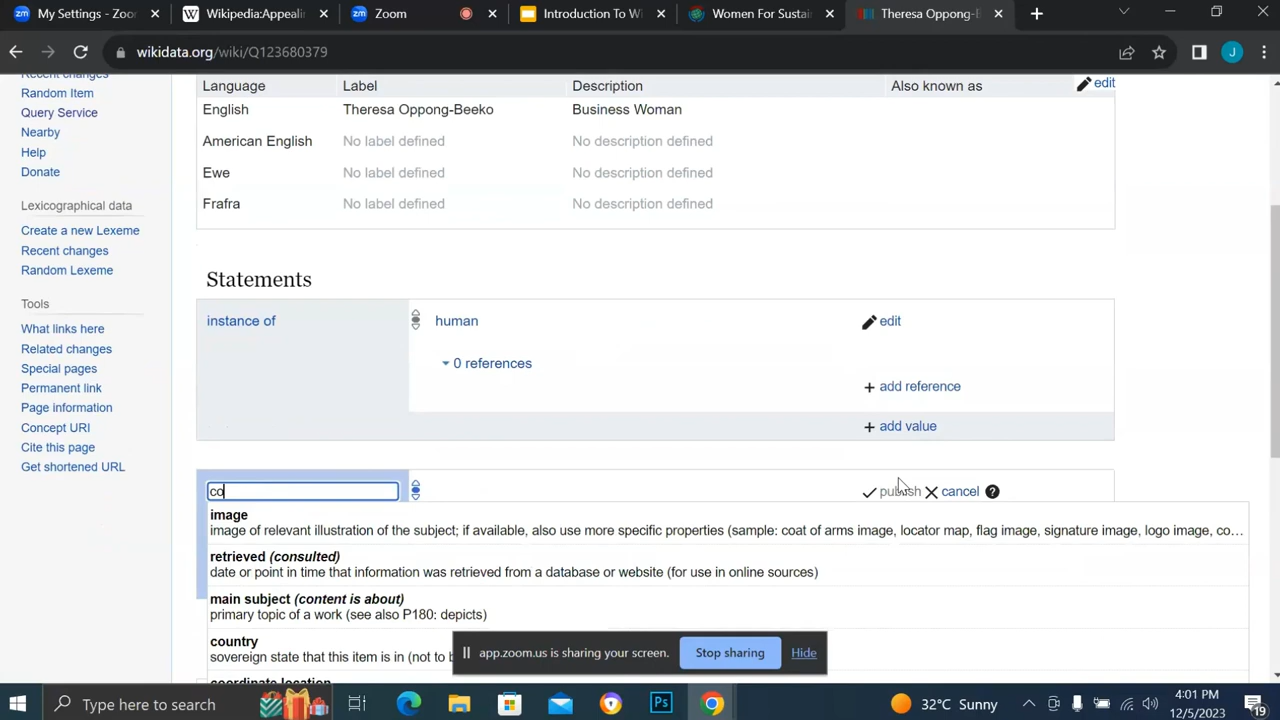 My Settings - Zoo
Wikipedia:Appealin
Zoom
Introduction To Wi
Women For Sustai
Theresa Oppong-B
wikidata.org/wiki/Q123680379
J
Recent changes
Random Item
Query Service
Nearby
Help
Donate
Lexicographical data
Create a new Lexeme
Recent changes
Random Lexeme
Tools
What links here
Related changes
Special pages
Permanent link
Page information
Concept URI
Cite this page
Get shortened URL
Language Label Description Also known as edit
English Theresa Oppong-Beeko Business Woman
American English No label defined No description defined
Ewe No label defined No description defined
Frafra No label defined No description defined
Statements
instance of human edit
0 references
+ add reference
+ add value
co publish cancel ?
image
image of relevant illustration of the subject; if available, also use more specific properties (sample: coat of arms image, locator map, flag image, signature image, logo image, co…
retrieved (consulted)
date or point in time that information was retrieved from a database or website (for use in online sources)
main subject (content is about)
primary topic of a work (see also P180: depicts)
country
sovereign state that this item is in (not to b
coordinate location
app.zoom.us is sharing your screen. Stop sharing Hide
Type here to search
Ps
32°C Sunny
4:01 PM
12/5/2023
19